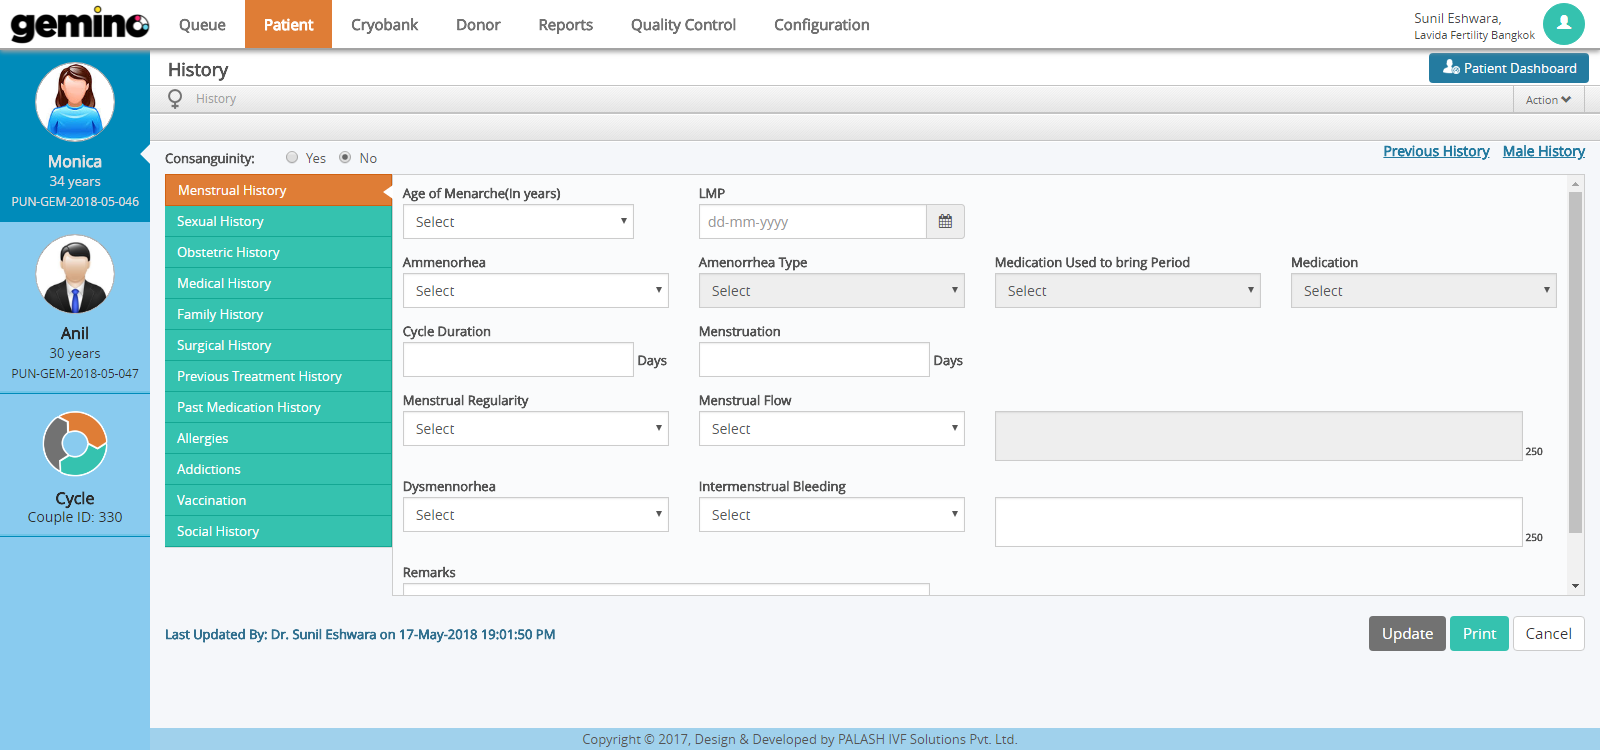 gemino
Queue Patient Cryobank Donor Reports Quality Control Configuration
Sunil Eshwara,
Lavida Fertility Bangkok
Monica
34 years
PUN-GEM-2018-05-046
Anil
30 years
PUN-GEM-2018-05-047
Cycle
Couple ID: 330
History
Patient Dashboard
History
Action
Consanguinity: Yes No
Previous History Male History
Menstrual History
Sexual History
Obstetric History
Medical History
Family History
Surgical History
Previous Treatment History
Past Medication History
Allergies
Addictions
Vaccination
Social History
Age of Menarche(In years) LMP
Select dd-mm-yyyy
Ammenorhea Amenorrhea Type Medication Used to bring Period Medication
Select Select Select Select
Cycle Duration Menstruation
Days Days
Menstrual Regularity Menstrual Flow
Select Select 250
Dysmennorhea Intermenstrual Bleeding
Select Select 250
Remarks
Last Updated By: Dr. Sunil Eshwara on 17-May-2018 19:01:50 PM
Update Print Cancel
Copyright © 2017, Design & Developed by PALASH IVF Solutions Pvt. Ltd.